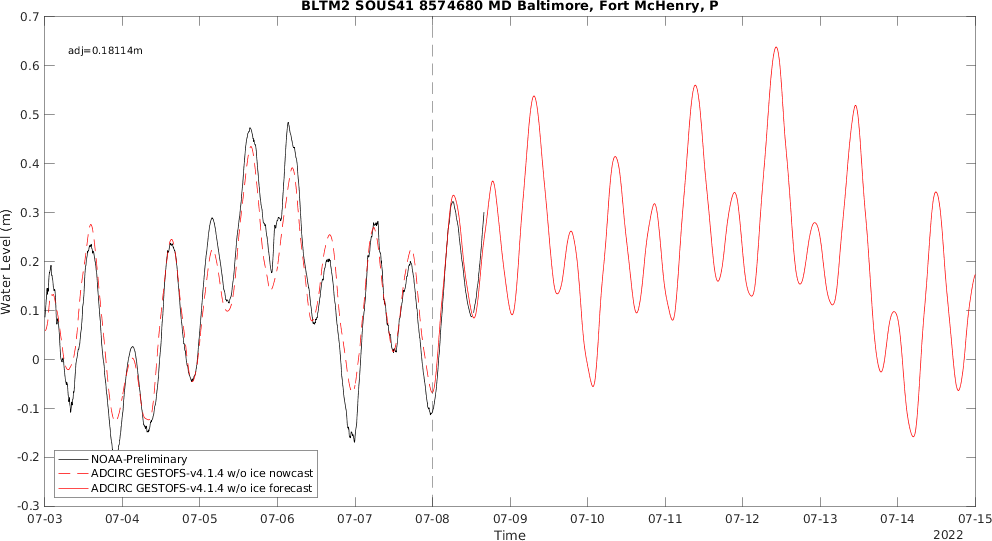 BLTM2 SOUS41 8574680 MD Baltimore, Fort McHenry, P
0.7
adj=0.18114m
0.6
0.5
0.4
0.3
0.2
0.1
0
-0.1
-0.2
-0.3
Water Level (m)
NOAA-Preliminary
ADCIRC GESTOFS-v4.1.4 w/o ice nowcast
ADCIRC GESTOFS-v4.1.4 w/o ice forecast
07-03 07-04 07-05 07-06 07-07 07-08 07-09 07-10 07-11 07-12 07-13 07-14 07-15
Time
2022